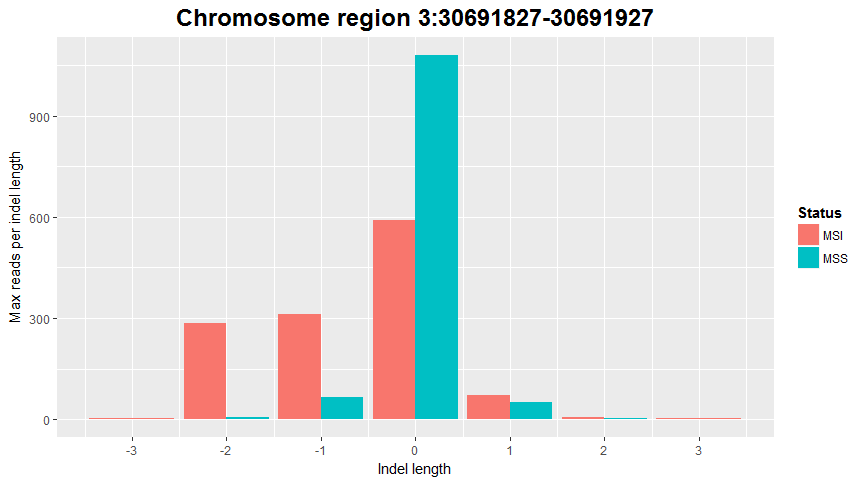 Chromosome region 3:30691827-30691927
Max reads per indel length
900
600
300
0
-3 -2 -1 0 1 2 3
Indel length
Status
MSI
MSS